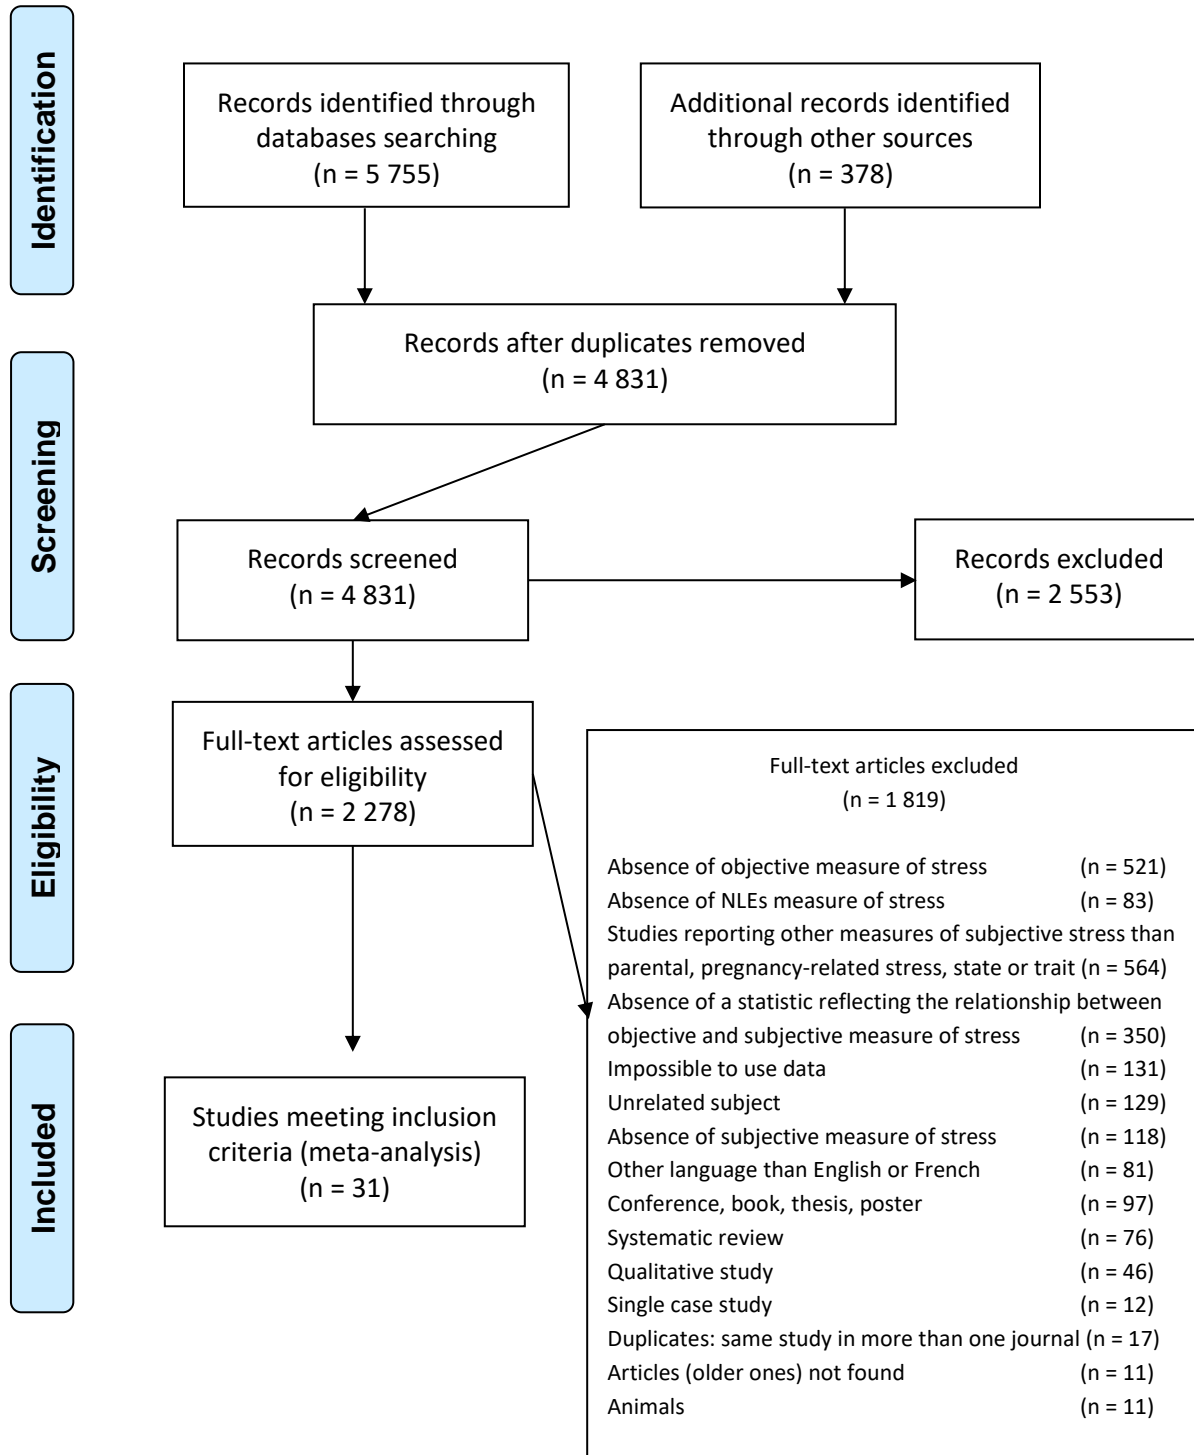 Identification
Records identified through
databases searching
(n = 5 755)
Additional records identified
through other sources
(n = 378)
Records after duplicates removed
(n = 4 831)
Screening
Records screened
(n = 4 831)
Records excluded
(n = 2 553)
Eligibility
Full-text articles assessed
for eligibility
(n = 2 278)
Full-text articles excluded
(n = 1 819)
Absence of objective measure of stress (n = 521)
Absence of NLEs measure of stress (n = 83)
Studies reporting other measures of subjective stress than
parental, pregnancy-related stress, state or trait (n = 564)
Absence of a statistic reflecting the relationship between
objective and subjective measure of stress (n = 350)
Impossible to use data (n = 131)
Unrelated subject (n = 129)
Absence of subjective measure of stress (n = 118)
Other language than English or French (n = 81)
Conference, book, thesis, poster (n = 97)
Systematic review (n = 76)
Qualitative study (n = 46)
Single case study (n = 12)
Duplicates: same study in more than one journal (n = 17)
Articles (older ones) not found (n = 11)
Animals (n = 11)
Included
Studies meeting inclusion
criteria (meta-analysis)
(n = 31)